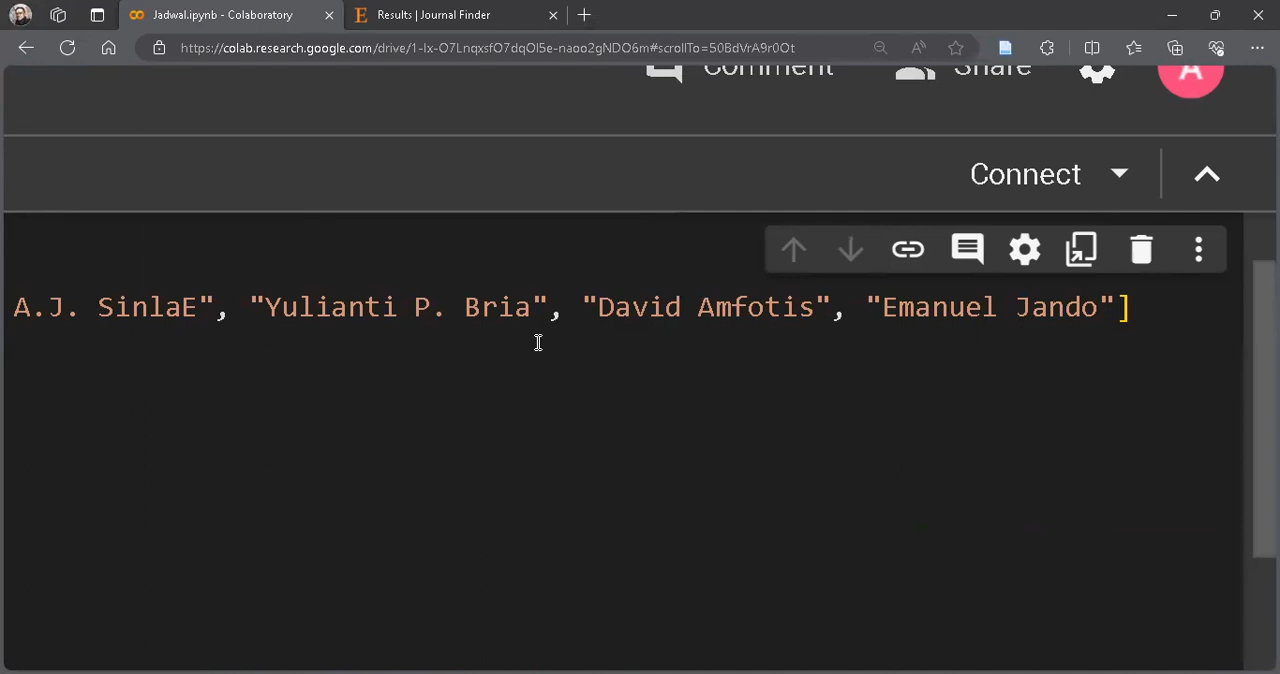 Jadwal.ipynb - Colaboratory
Results | Journal Finder
https://colab.research.google.com/drive/1-Ix-O7LnqxsfO7dqOl5e-naoo2gNDO6m#scrollTo=50BdVrA9r0Ot
Comment
Share
A
Connect
A.J. SinlaE", "Yulianti P. Bria", "David Amfotis", "Emanuel Jando"]